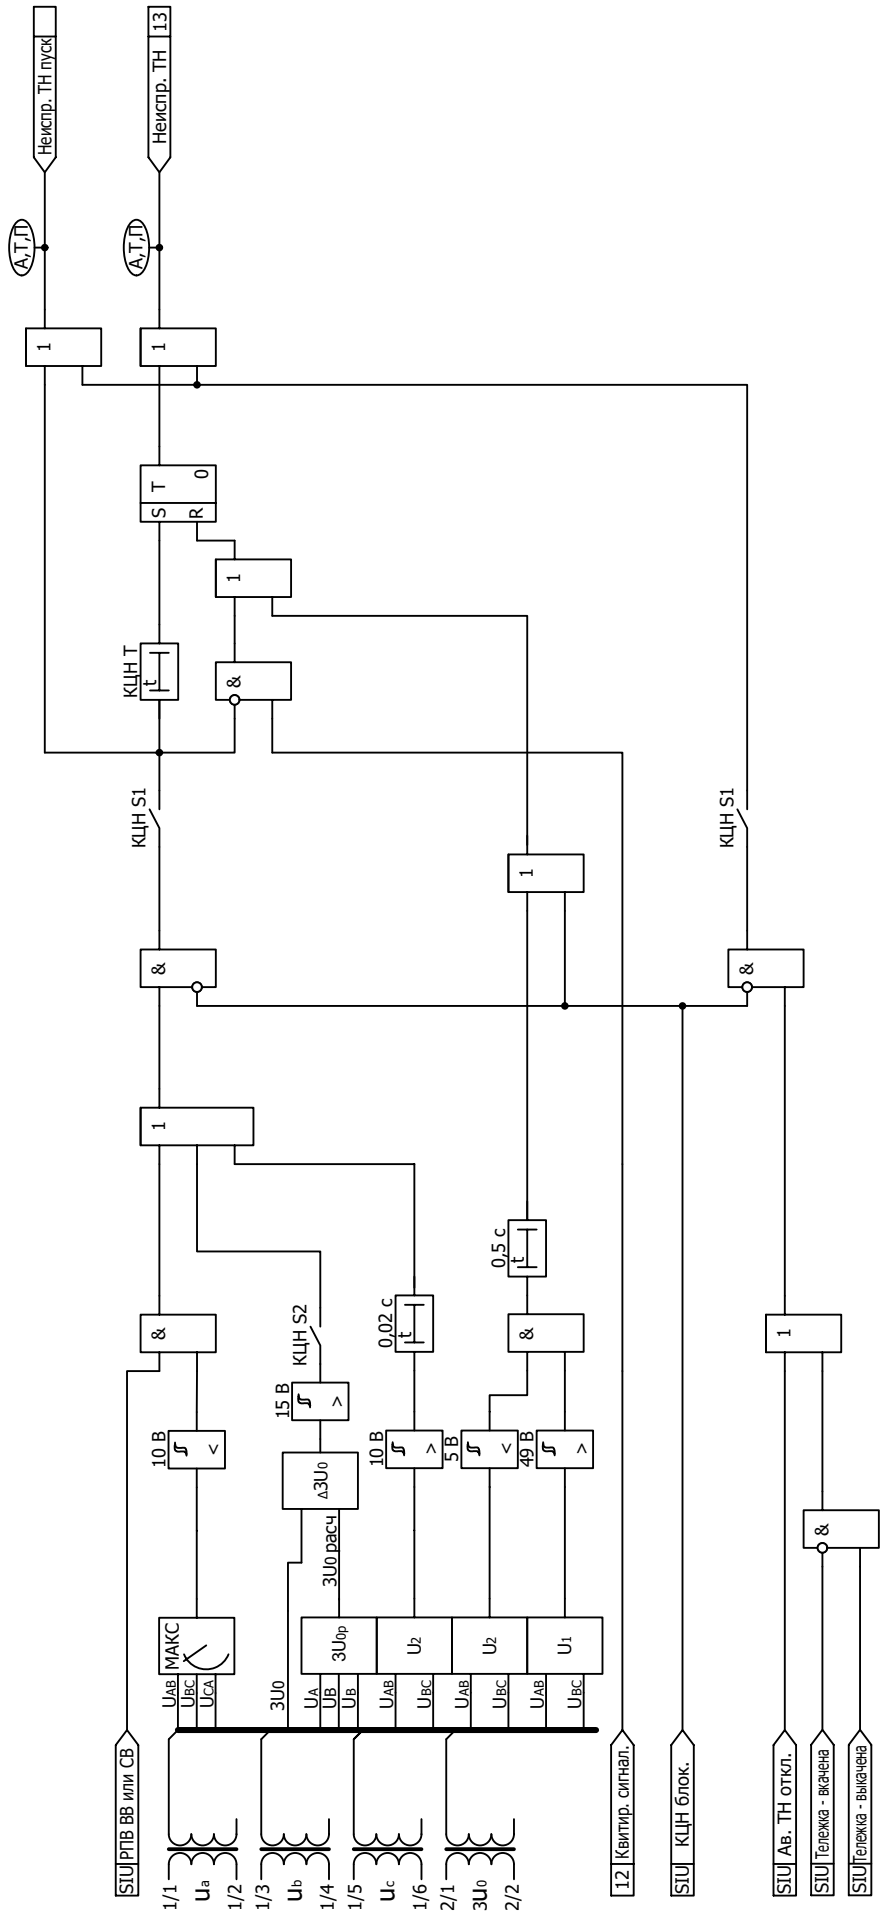 SIU РПВ ВВ или СВ
1/1
ua
1/2
1/3
ub
1/4
1/5
uc
1/6
2/1
3u0
2/2
12 Квитир. сигнал.
SIU КЦН блок.
SIU Ав. ТН откл.
SIU Тележка - вкачена
SIU Тележка - выкачена
UAB
UBC
UCA
3U0
UA
UB
UB
UAB
UBC
UAB
UBC
UAB
UBC
МАКС
3U0р
U2
U2
U1
3U0 расч
Δ3U0
10 В
<
15 В
>
10 В
>
5 В
<
49 В
>
&
КЦН S2
0,02 с
t
&
0,5 с
t
&
1
1
&
&
1
КЦН S1
КЦН S1
КЦН Т
t
&
1
S T
R 0
1
1
А,Т,П
А,Т,П
Неиспр. ТН пуск
Неиспр. ТН 13